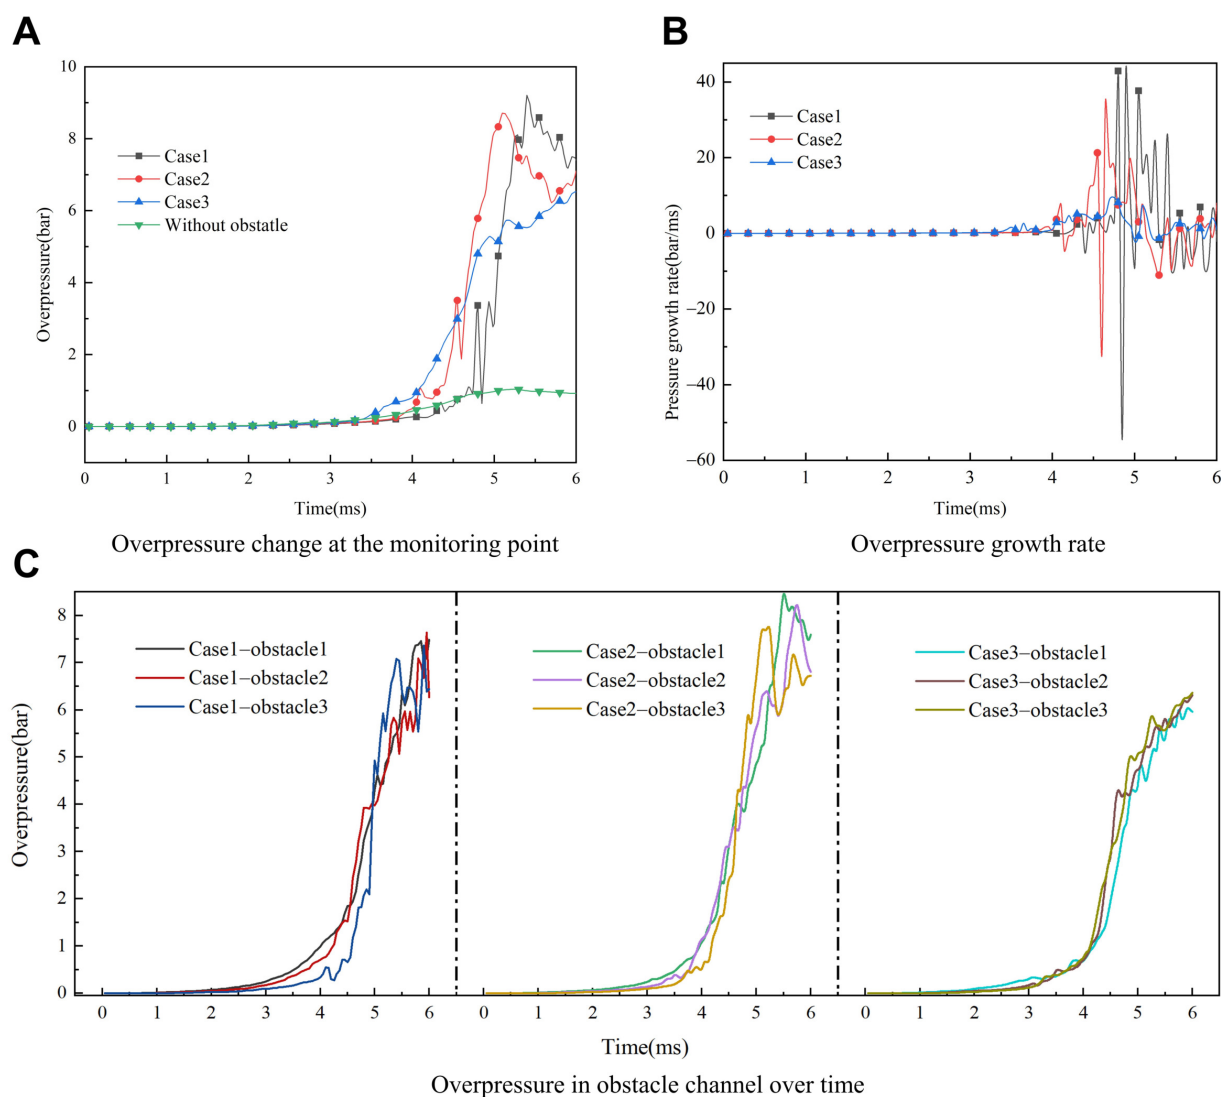 A
B
10
8
6
4
2
0
Overpressure(bar)
Case1
Case2
Case3
Without obstatle
0 1 2 3 4 5 6
Time(ms)
Overpressure change at the monitoring point
40
20
0
−20
−40
−60
Pressure growth rate(bar/ms)
Case1
Case2
Case3
0 1 2 3 4 5 6
Time(ms)
Overpressure growth rate
C
8
7
6
5
4
3
2
1
0
Overpressure(bar)
Case1−obstacle1
Case1−obstacle2
Case1−obstacle3
Case2−obstacle1
Case2−obstacle2
Case2−obstacle3
Case3−obstacle1
Case3−obstacle2
Case3−obstacle3
0 1 2 3 4 5 6 0 1 2 3 4 5 6 0 1 2 3 4 5 6
Time(ms)
Overpressure in obstacle channel over time